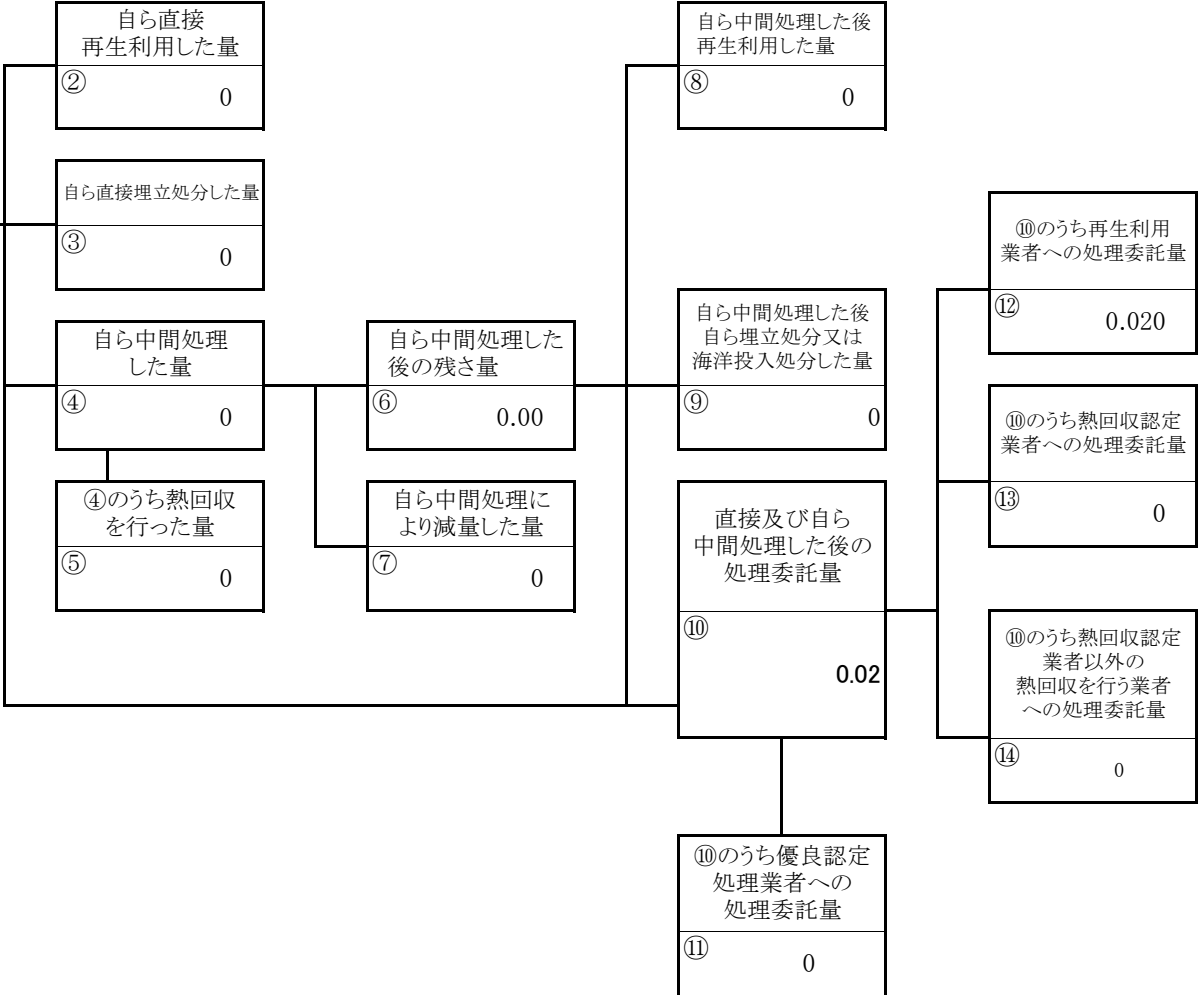 自ら直接
再生利用した量
②
0
自ら直接埋立処分した量
③
0
自ら中間処理
した量
④
0
④のうち熱回収
を行った量
⑤
0
自ら中間処理した
後の残さ量
⑥
0.00
自ら中間処理に
より減量した量
⑦
0
自ら中間処理した後
再生利用した量
⑧
0
自ら中間処理した後
自ら埋立処分又は
海洋投入処分した量
⑨
0
直接及び自ら
中間処理した後の
処理委託量
⑩
0.02
⑩のうち優良認定
処理業者への
処理委託量
⑪
0
⑩のうち再生利用
業者への処理委託量
⑫
0.020
⑩のうち熱回収認定
業者への処理委託量
⑬
0
⑩のうち熱回収認定
業者以外の
熱回収を行う業者
への処理委託量
⑭
0